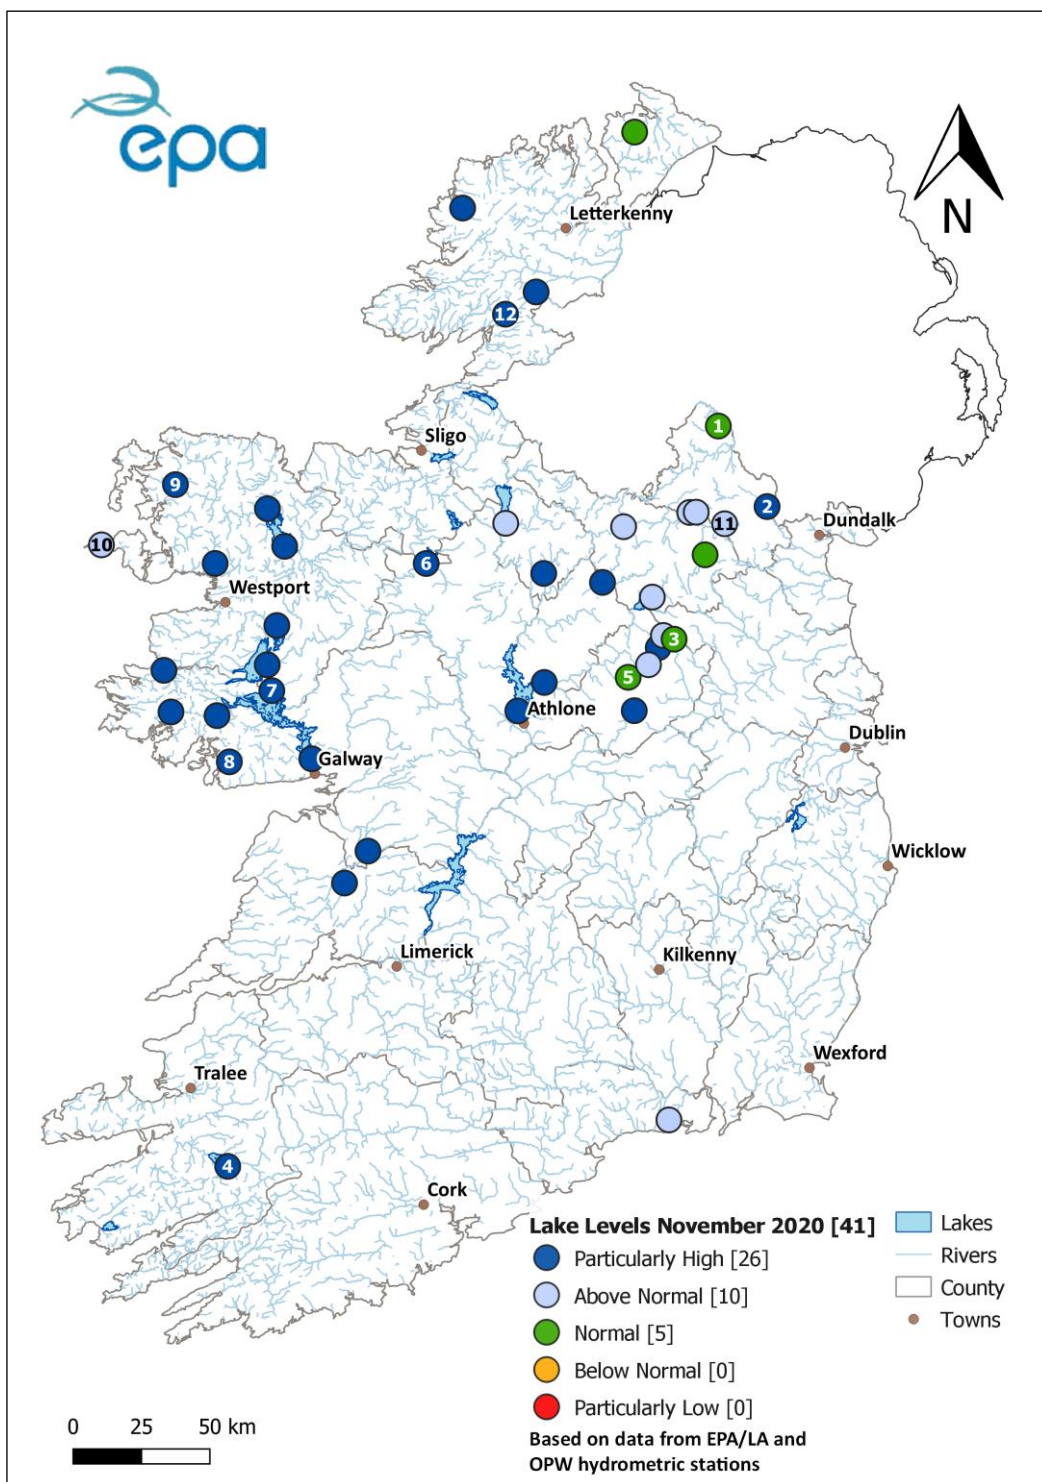 epa
N
Letterkenny
12
1
Sligo
9
2
11
Dundalk
10
6
Westport
3
5
7
Athlone
Dublin
8
Galway
Wicklow
Limerick
Kilkenny
Wexford
Tralee
4
Cork
Lake Levels November 2020 [41]
Particularly High [26]
Above Normal [10]
Normal [5]
Below Normal [0]
Particularly Low [0]
Based on data from EPA/LA and
OPW hydrometric stations
Lakes
Rivers
County
Towns
0 25 50 km